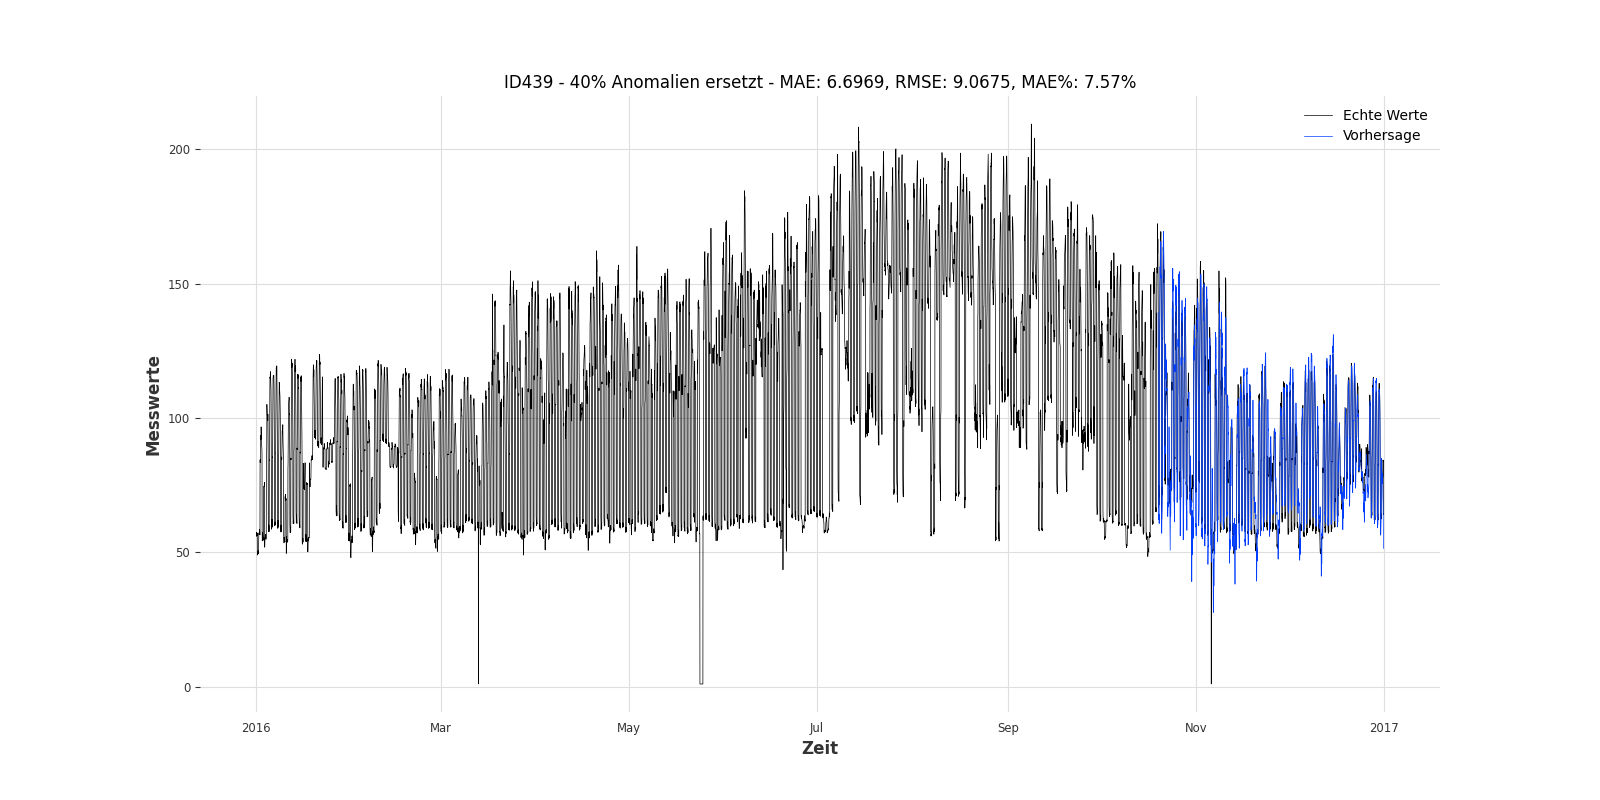 ID439 - 40% Anomalien ersetzt - MAE: 6.6969, RMSE: 9.0675, MAE%: 7.57%
Echte Werte
Vorhersage
200
150
100
50
0
Messwerte
2016
Mar
May
Jul
Sep
Nov
2017
Zeit